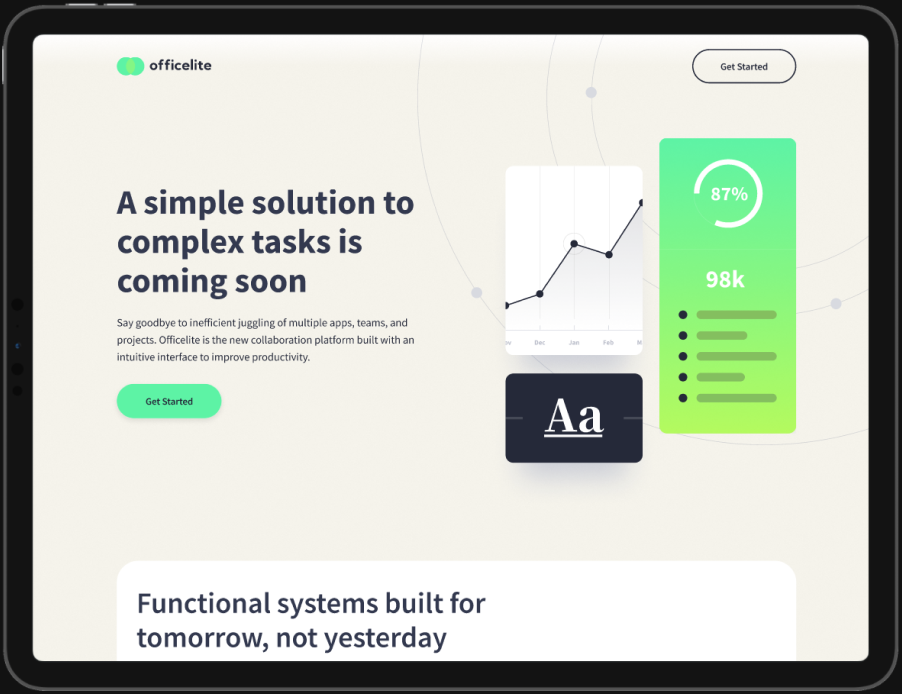 officelite
Get Started
A simple solution to
complex tasks is
coming soon
Say goodbye to inefficient juggling of multiple apps, teams, and
projects. Officelite is the new collaboration platform built with an
intuitive interface to improve productivity.
Get Started
Dec Jan Feb
Aa
87%
98k
Functional systems built for
tomorrow, not yesterday